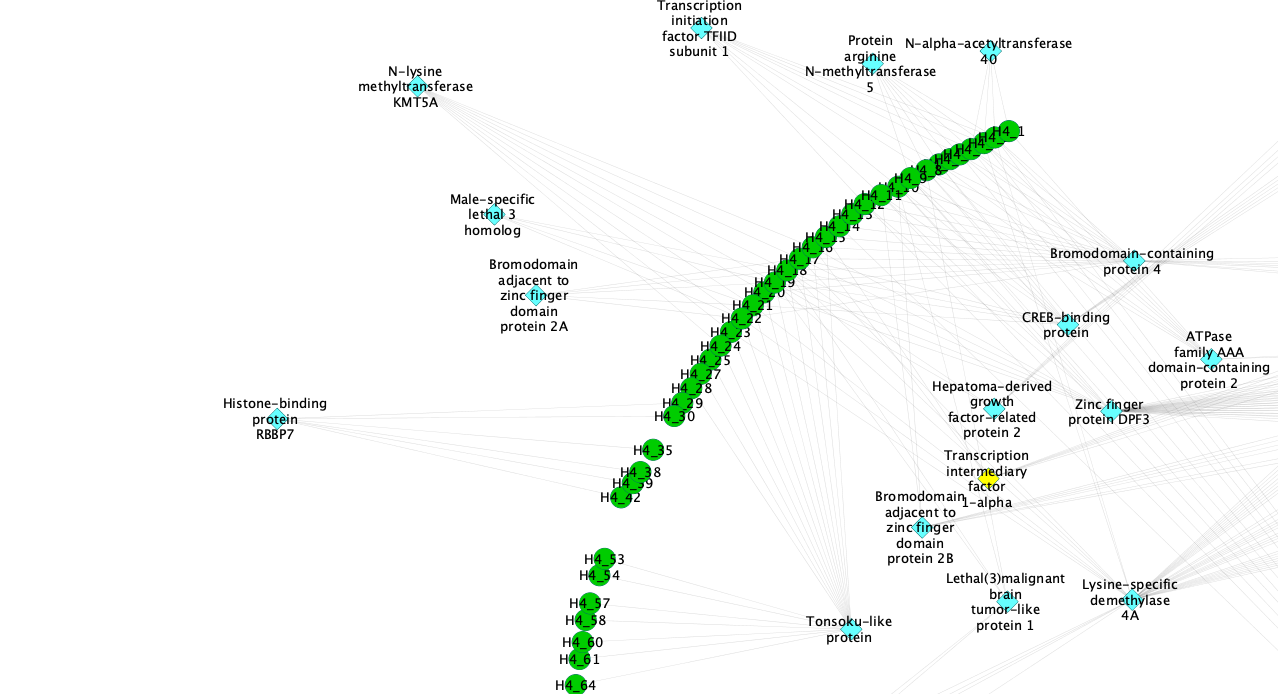 Transcription
initiation
factor TFIID
subunit 1
Protein
arginine
N-methyltransferase
5
N-alpha-acetyltransferase
40
N-lysine
methyltransferase
KMT5A
H4_1
H4_8
H4_9
H4_11
H4_12
H4_13
H4_14
H4_15
H4_16
H4_17
H4_18
H4_19
H4_20
H4_21
H4_22
H4_23
H4_24
H4_25
H4_27
H4_28
H4_29
H4_30
H4_35
H4_38
H4_39
H4_42
H4_53
H4_54
H4_57
H4_58
H4_60
H4_61
H4_64
Male-specific
lethal 3
homolog
Bromodomain
adjacent to
zinc finger
domain
protein 2A
Histone-binding
protein
RBBP7
Bromodomain-containing
protein 4
CREB-binding
protein
ATPase
family AAA
domain-containing
protein 2
Hepatoma-derived
growth
factor-related
protein 2
Zinc finger
protein DPF3
Transcription
intermediary
factor
1-alpha
Bromodomain
adjacent to
zinc finger
domain
protein 2B
Lethal(3)malignant
brain
tumor-like
protein 1
Lysine-specific
demethylase
4A
Tonsoku-like
protein